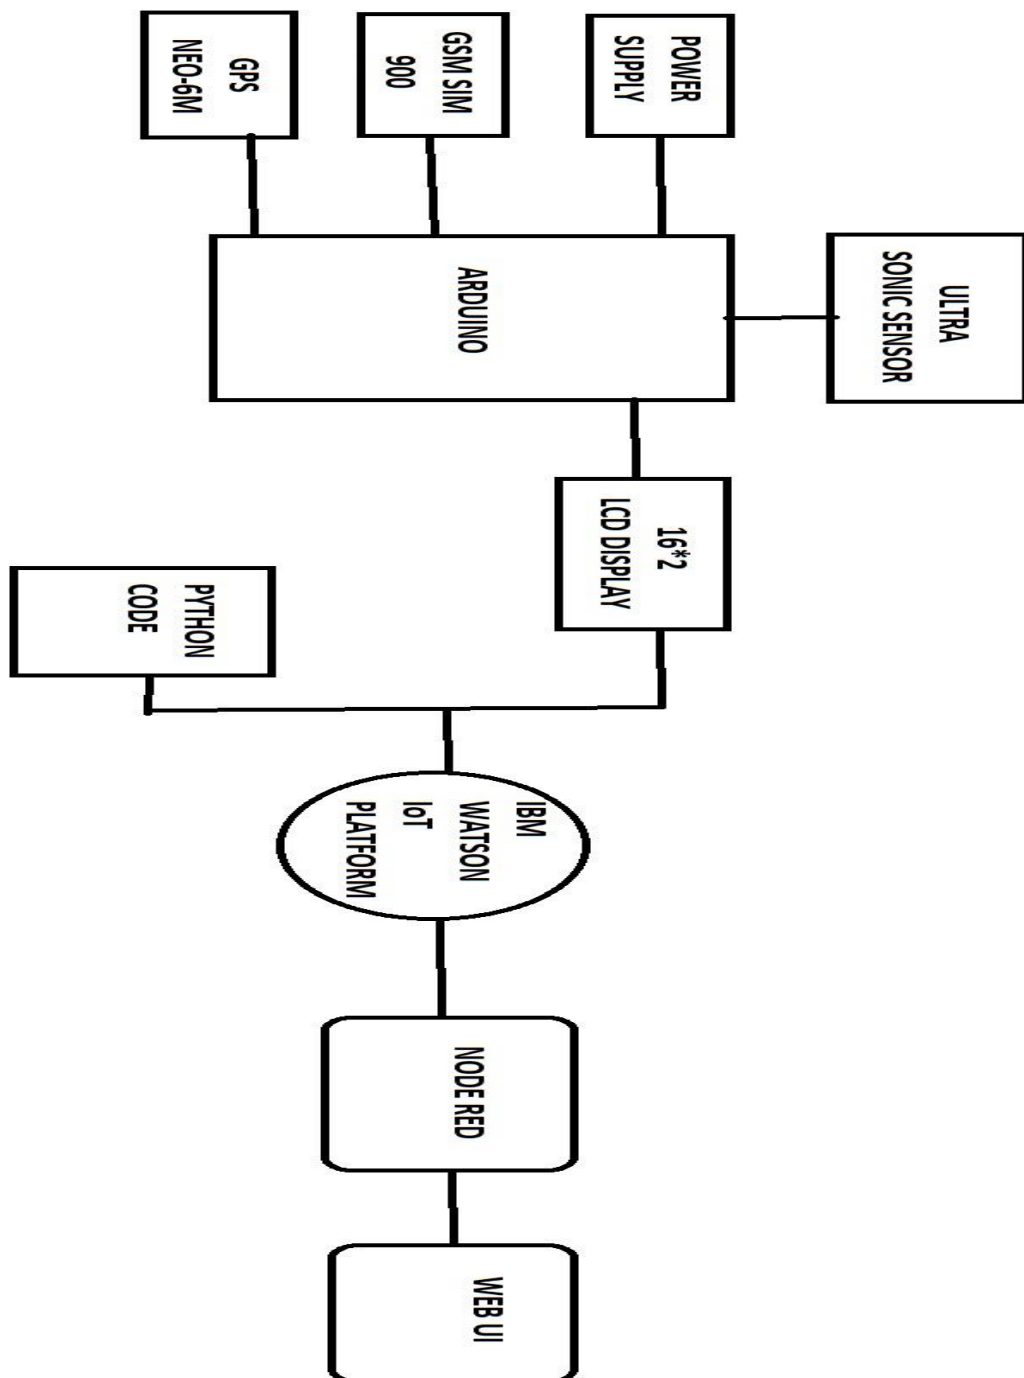 ULTRA
SONIC SENSOR
POWER
SUPPLY
GSM SIM
900
GPS
NEO-6M
ARDUINO
16*2
LCD DISPLAY
PYTHON
CODE
IBM
WATSON
IoT
PLATFORM
NODE RED
WEB UI